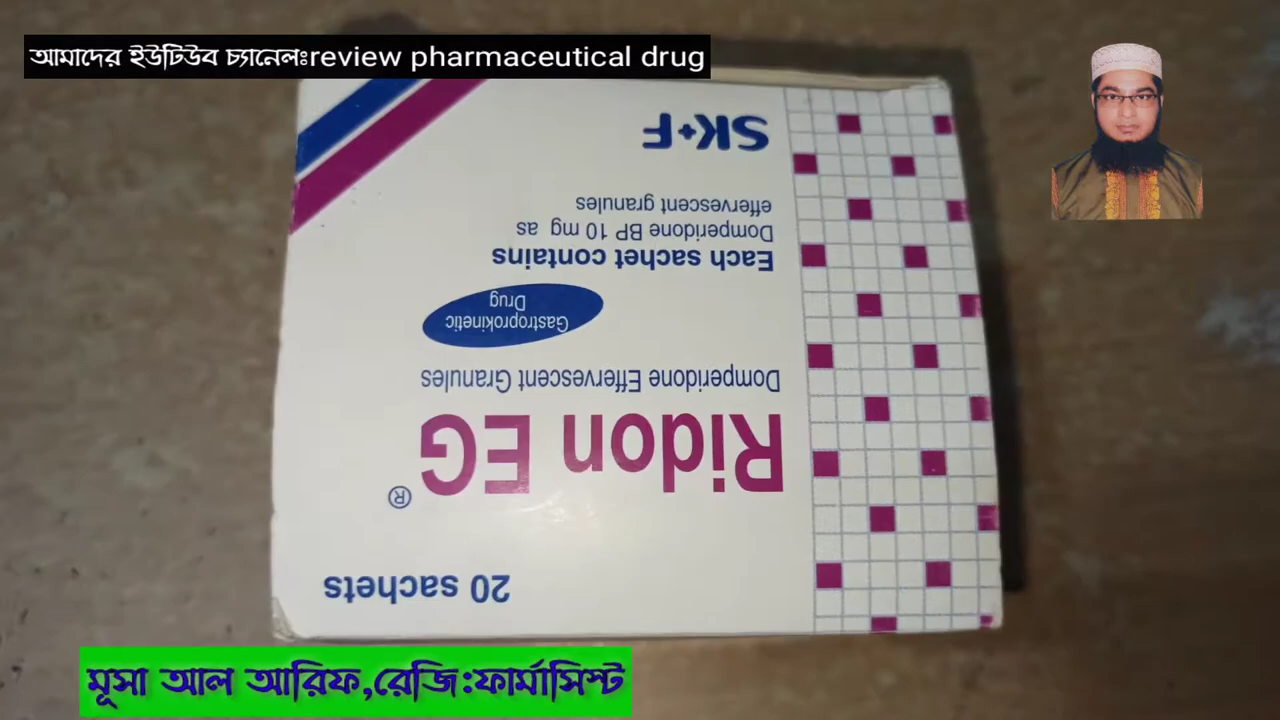 আমাদের ইউটিউব চ্যানেলঃreview pharmaceutical drug
20 sachets
Ridon EG®
Domperidone Effervescent Granules
Gastroprokinetic
Drug
Each sachet contains
Domperidone BP 10 mg as
effervescent granules
SK+F
মূসা আল আরিফ,রেজি:ফার্মাসিস্ট